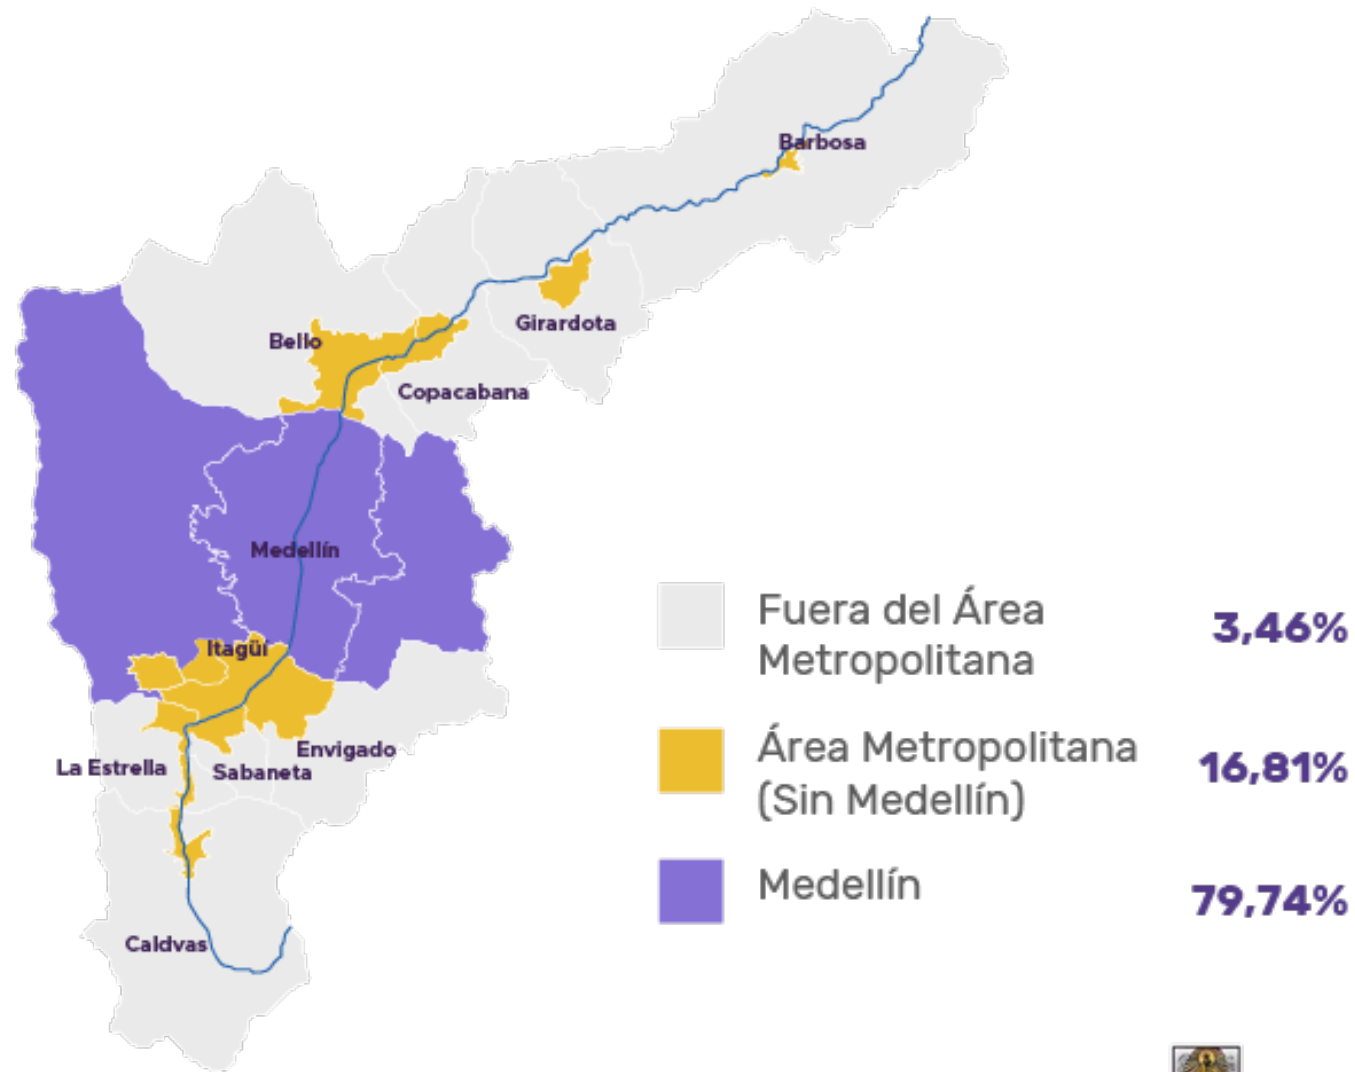 Barbosa
Girardota
Bello
Copacabana
Medellín
Itagüí
Envigado
La Estrella
Sabaneta
Caldvas
Fuera del Área
Metropolitana
3,46%
Área Metropolitana
(Sin Medellín)
16,81%
Medellín
79,74%